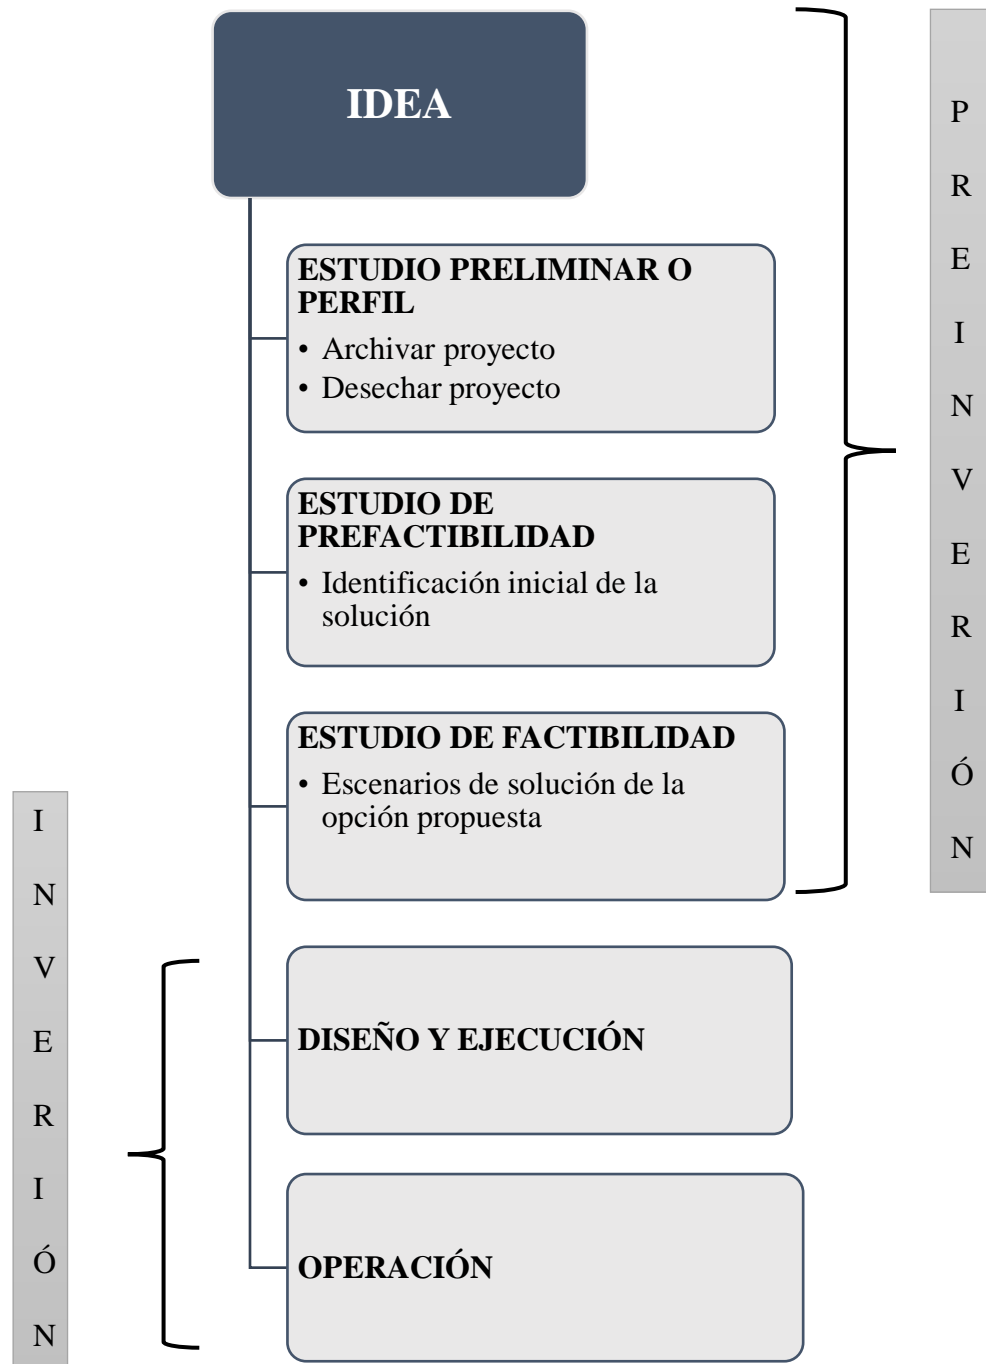 IDEA
ESTUDIO PRELIMINAR O
PERFIL
• Archivar proyecto
• Desechar proyecto
ESTUDIO DE
PREFACTIBILIDAD
• Identificación inicial de la
solución
ESTUDIO DE FACTIBILIDAD
• Escenarios de solución de la
opción propuesta
DISEÑO Y EJECUCIÓN
OPERACIÓN
P
R
E
I
N
V
E
R
I
Ó
N
I
N
V
E
R
I
Ó
N